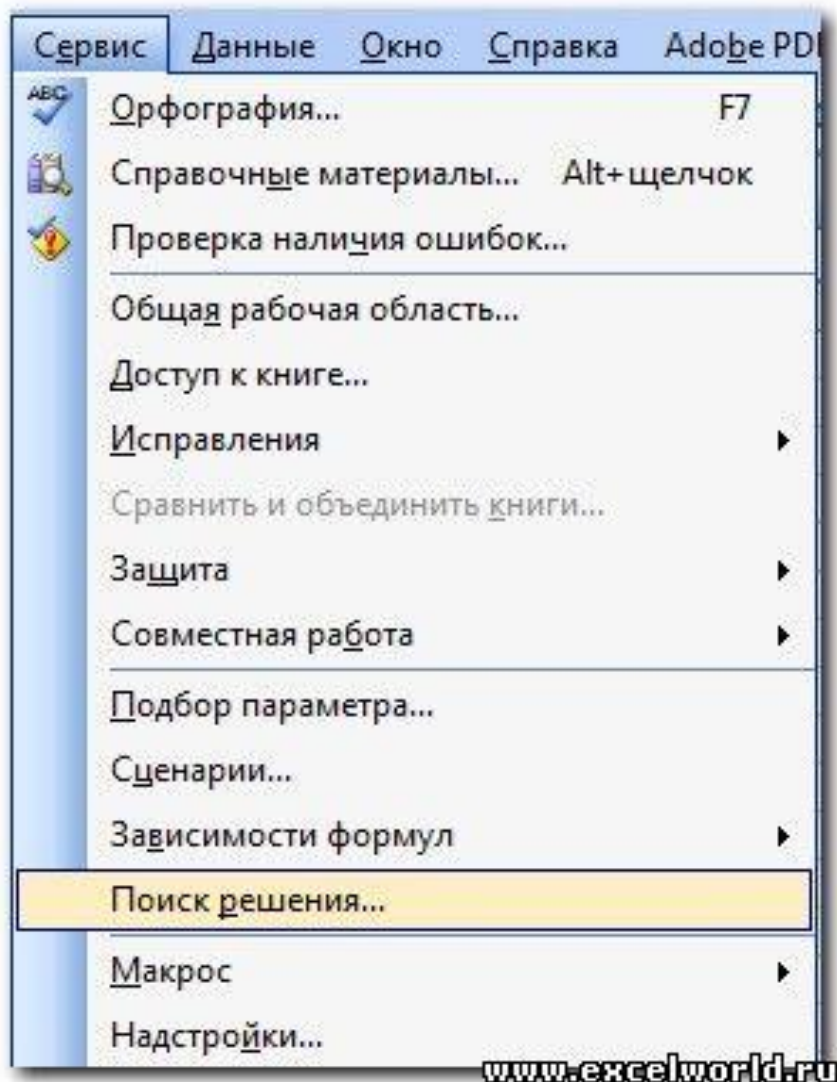 Сервис Данные Окно Справка Adobe PD
ABC
Орфография... F7
Справочные материалы... Alt+щелчок
Проверка наличия ошибок...
Общая рабочая область...
Доступ к книге...
Исправления
Сравнить и объединить книги...
Защита
Совместная работа
Подбор параметра...
Сценарии...
Зависимости формул
Поиск решения...
Макрос
Надстройки...
www.excelworld.ru